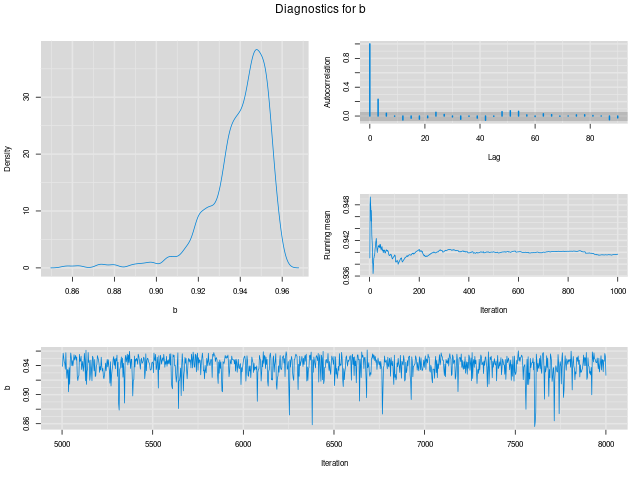 Diagnostics for b
Density
0 10 20 30
0.86 0.88 0.90 0.92 0.94 0.96
b
Autocorrelation
0.0 0.4 0.8
0 20 40 60 80
Lag
Running mean
0.936 0.942 0.948
0 200 400 600 800 1000
Iteration
b
0.86 0.90 0.94
5000 5500 6000 6500 7000 7500 8000
Iteration